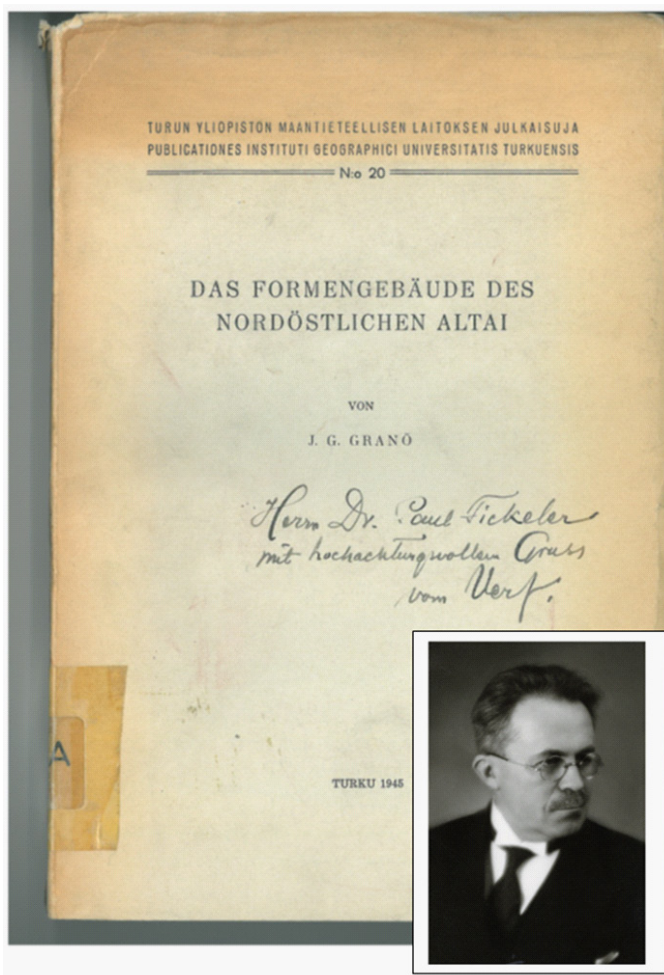 TURUN YLIOPISTON MAANTIETEELLISEN LAITOKSEN JULKAISUJA
PUBLICATIONES INSTITUTI GEOGRAPHICI UNIVERSITATIS TURKUENSIS
N:o 20
DAS FORMENGEBÄUDE DES
NORDÖSTLICHEN ALTAI
VON
J. G. GRANÖ
Herrn Dr. Paul Fickeler
mit hochachtungsvollem Gruss
vom Verf.
A
TURKU 1945